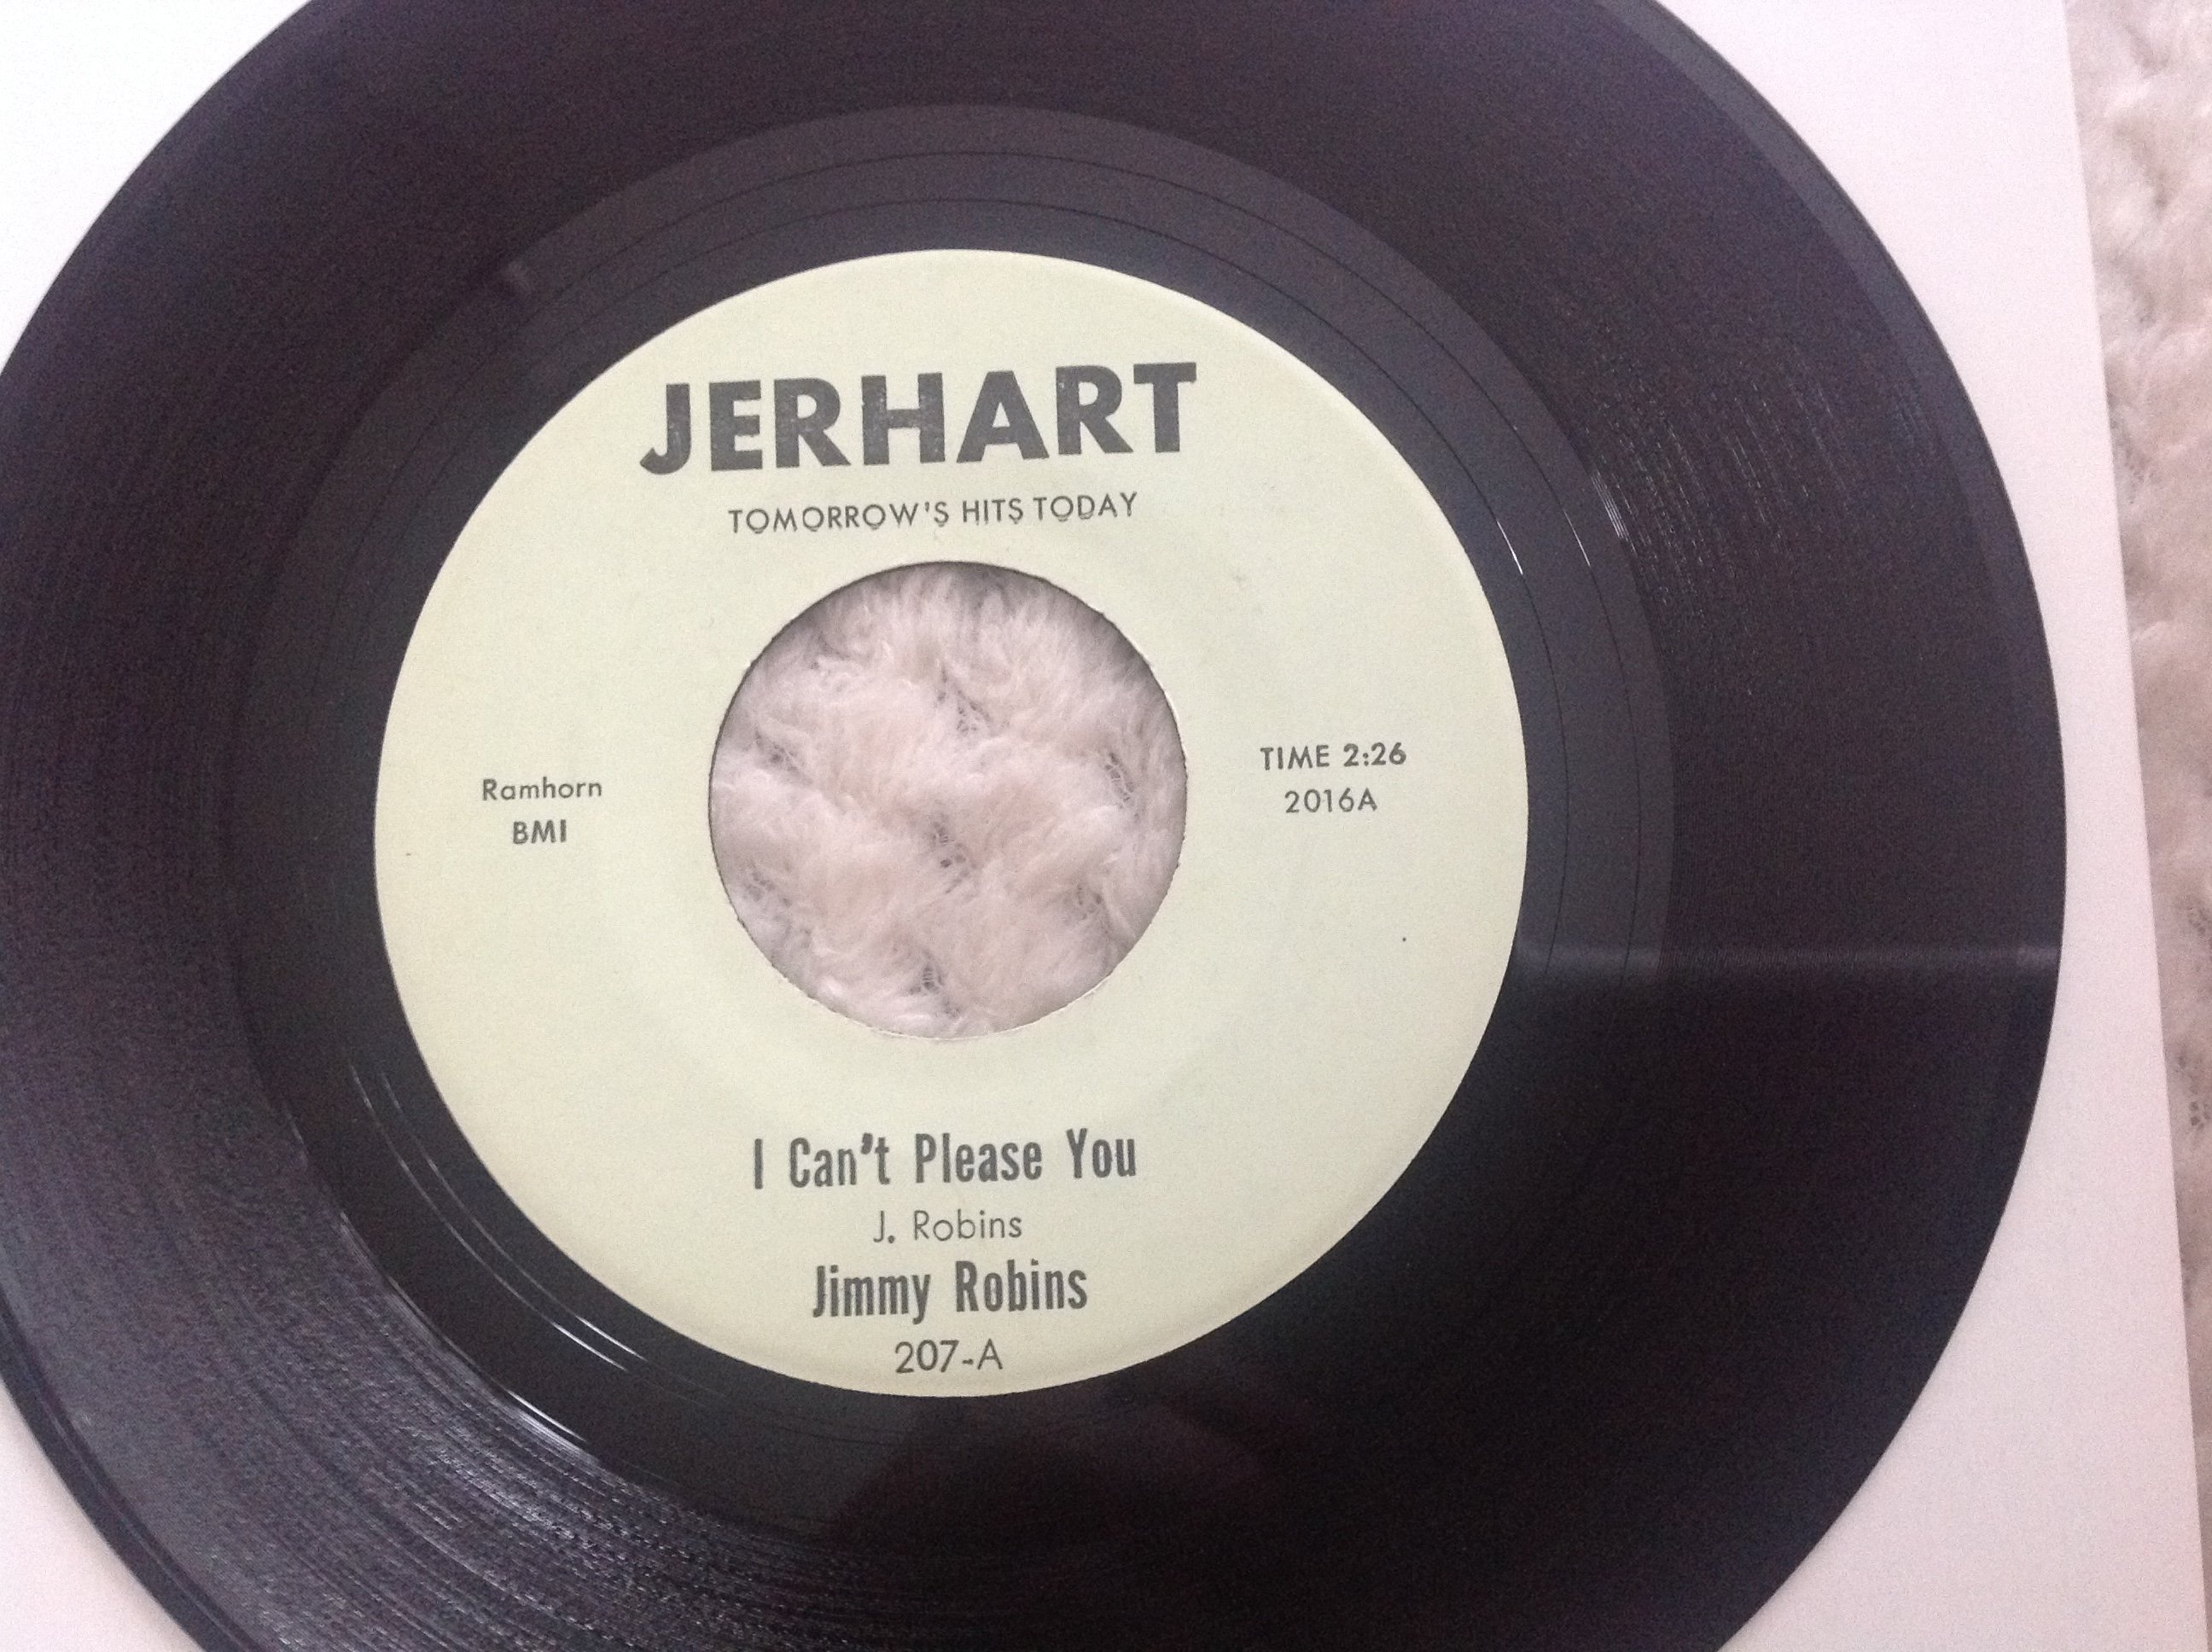 JERHART
TOMORROW'S HITS TODAY
Ramhorn
BMI
TIME 2:26
2016A
I Can't Please You
J. Robins
Jimmy Robins
207-A